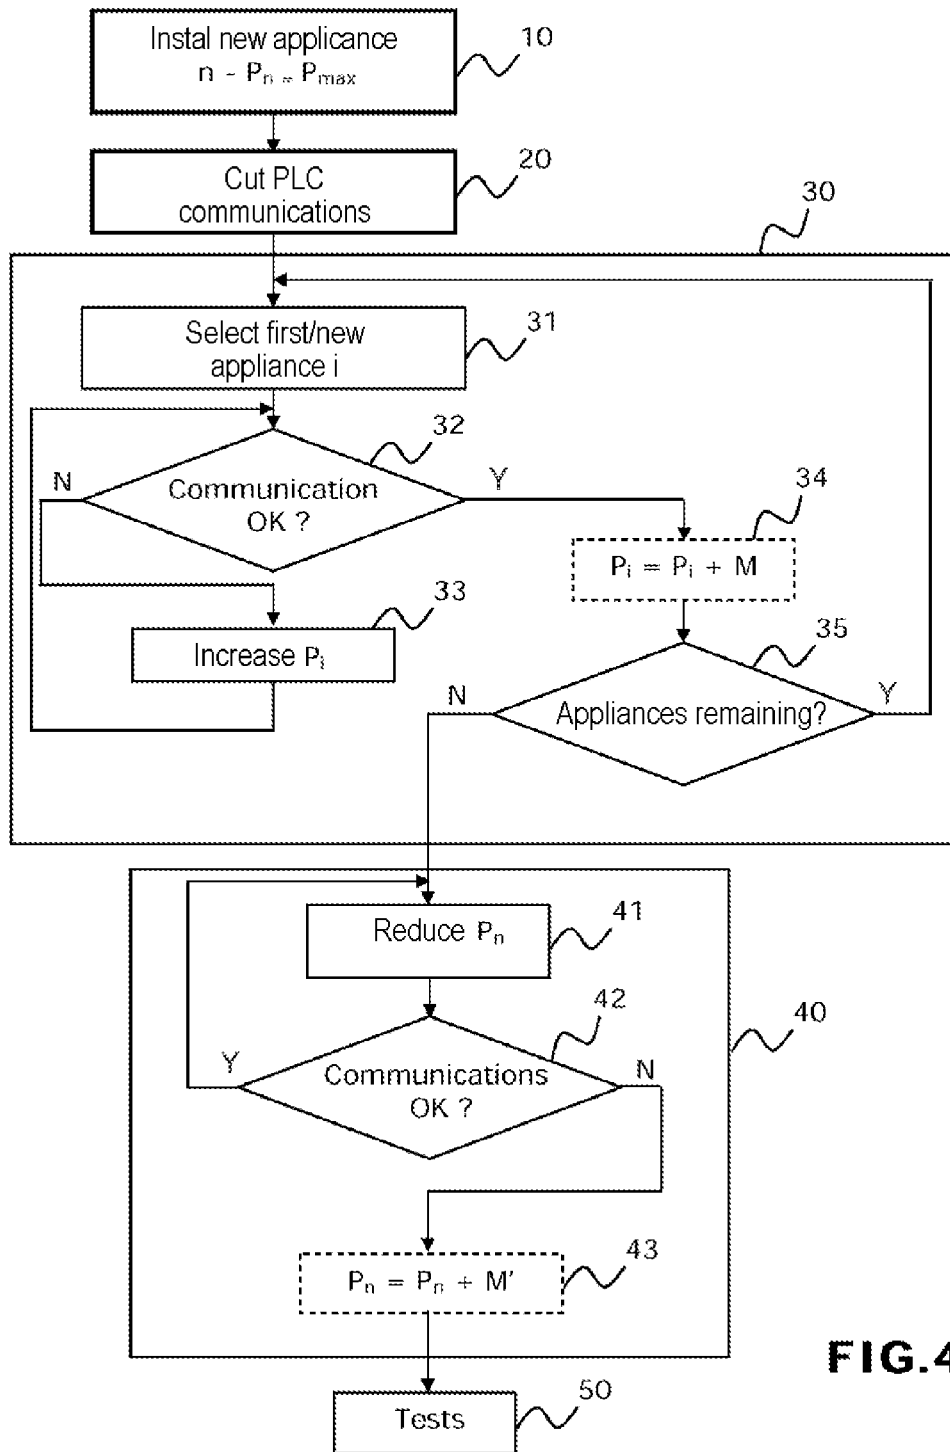 Instal new applicance
n - Pn = Pmax
10
Cut PLC
communications
20
30
Select first/new
appliance i
31
32
N
Communication
OK ?
Y
34
Pi = Pi + M
33
Increase Pi
35
N
Appliances remaining?
Y
Reduce Pn
41
42
40
Y
Communications
OK ?
N
Pn = Pn + M'
43
FIG.4
Tests
50